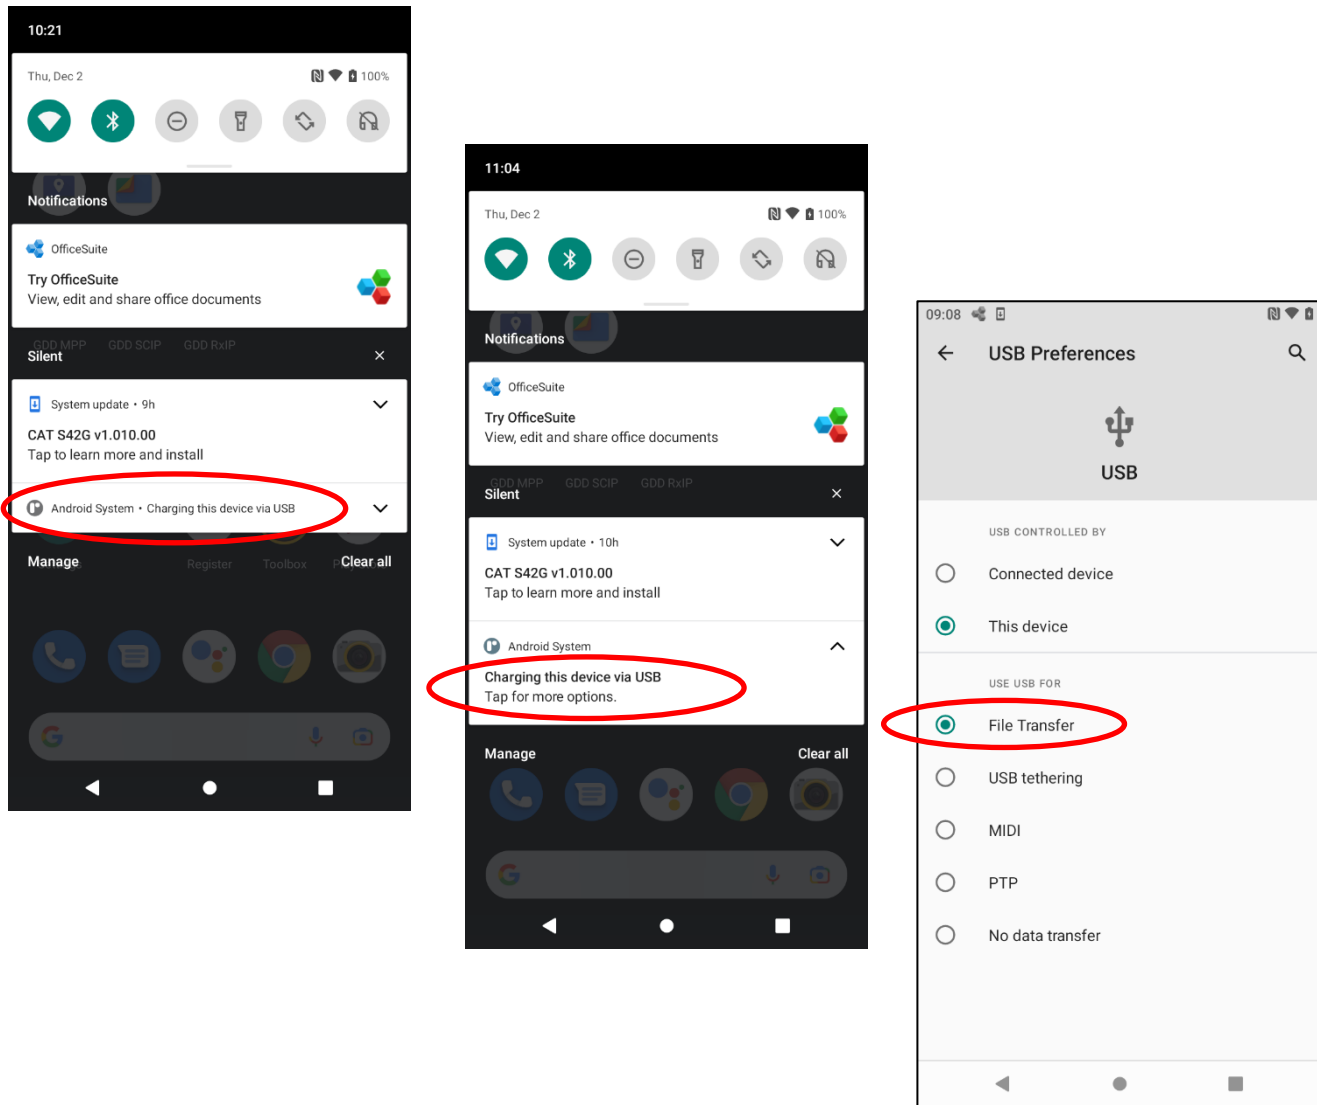 10:21
Thu, Dec 2
100%
Notifications
OfficeSuite
Try OfficeSuite
View, edit and share office documents
GDD MPP GDD SCIP GDD RxIP
Silent
System update • 9h
CAT S42G v1.010.00
Tap to learn more and install
Android System • Charging this device via USB
Manage
Register
Toolbox
Clear all
11:04
Thu, Dec 2
100%
Notifications
OfficeSuite
Try OfficeSuite
View, edit and share office documents
GDD MPP GDD SCIP GDD RxIP
Silent
System update • 10h
CAT S42G v1.010.00
Tap to learn more and install
Android System
Charging this device via USB
Tap for more options.
Manage
Clear all
09:08
USB Preferences
USB
USB CONTROLLED BY
Connected device
This device
USE USB FOR
File Transfer
USB tethering
MIDI
PTP
No data transfer